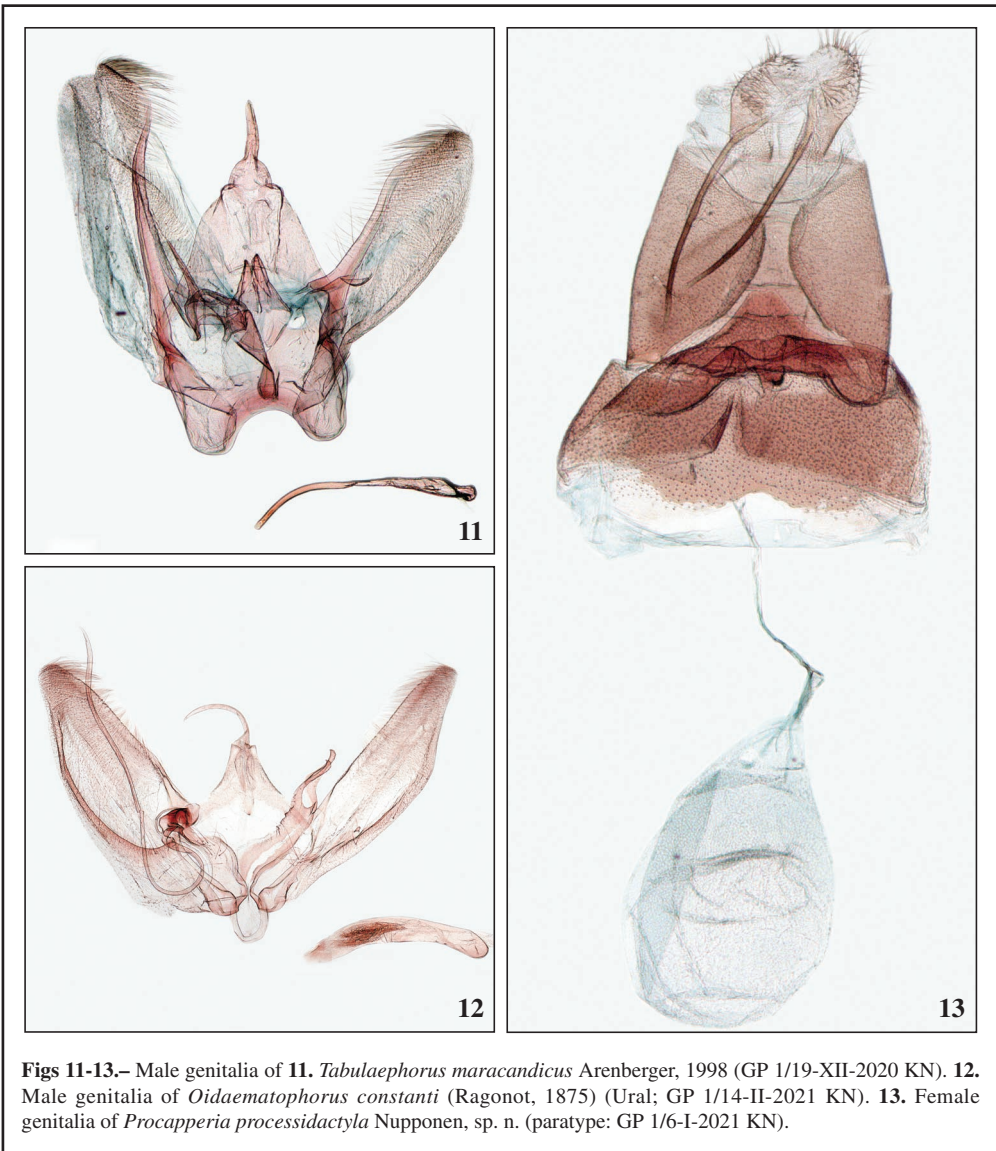 11
12
13
Figs 11-13.– Male genitalia of 11. Tabulaephorus maracandicus Arenberger, 1998 (GP 1/19-XII-2020 KN). 12.
Male genitalia of Oidaematophorus constanti (Ragonot, 1875) (Ural; GP 1/14-II-2021 KN). 13. Female
genitalia of Procapperia processidactyla Nupponen, sp. n. (paratype: GP 1/6-I-2021 KN).